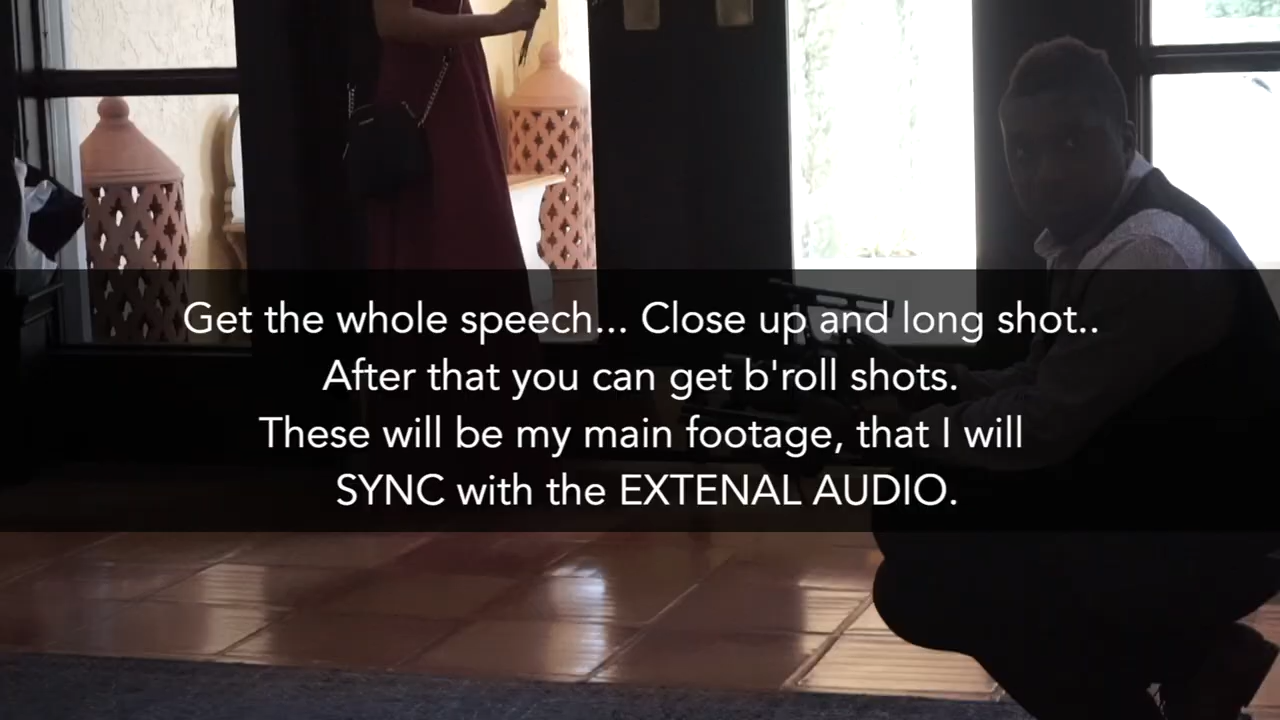 Get the whole speech... Close up and long shot..
After that you can get b'roll shots.
These will be my main footage, that I will
SYNC with the EXTENAL AUDIO.